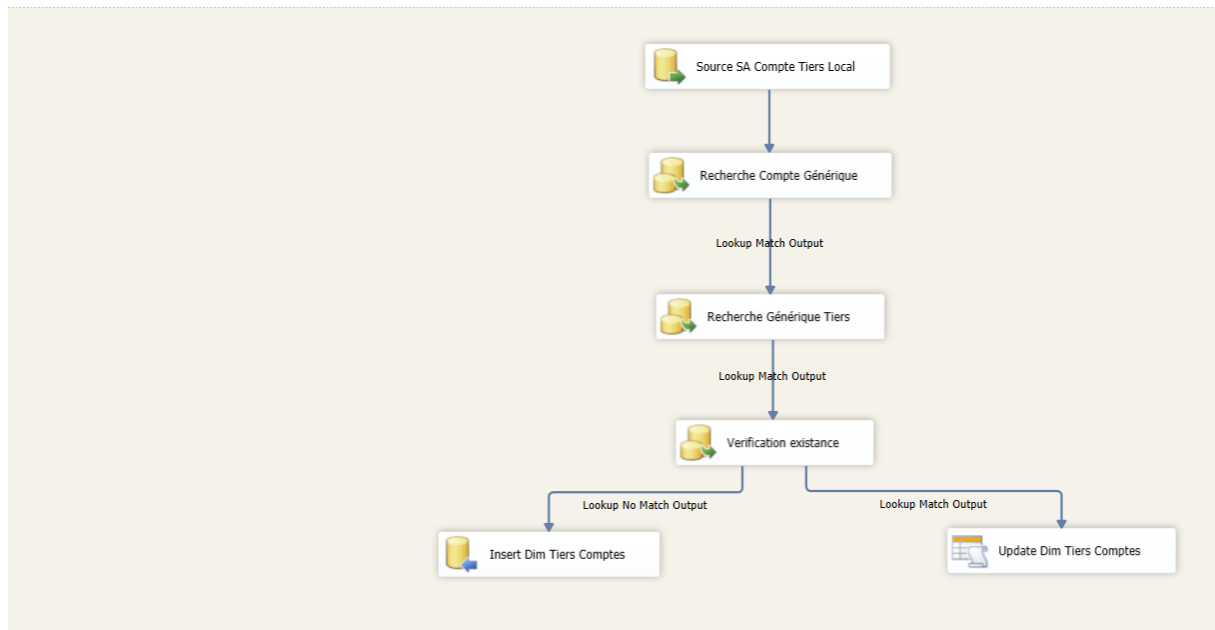 Source SA Compte Tiers Local
Recherche Compte Générique
Lookup Match Output
Recherche Générique Tiers
Lookup Match Output
Verification existance
Lookup No Match Output
Lookup Match Output
Insert Dim Tiers Comptes
Update Dim Tiers Comptes